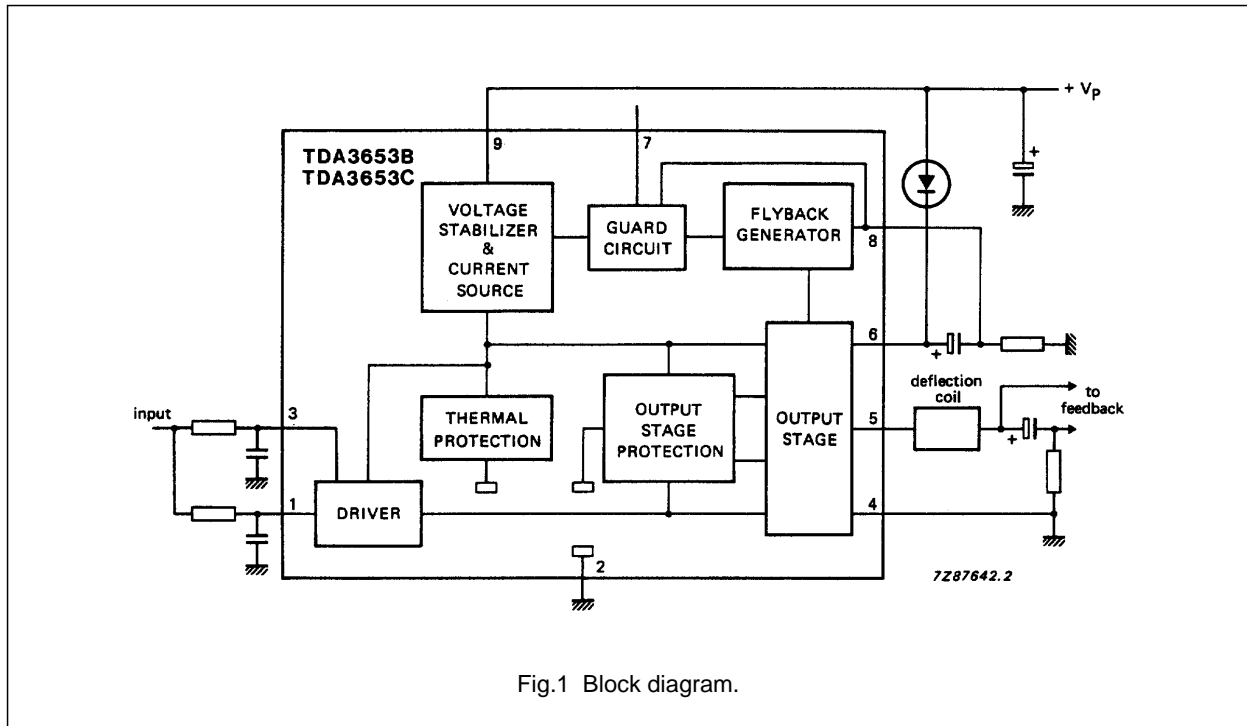 + VP
9
7
TDA3653B
TDA3653C
VOLTAGE
STABILIZER
&
CURRENT
SOURCE
GUARD
CIRCUIT
FLYBACK
GENERATOR
8
+
6
+
deflection
coil
to
feedback
input
3
THERMAL
PROTECTION
OUTPUT
STAGE
PROTECTION
OUTPUT
STAGE
5
+
1
DRIVER
4
2
7Z87642.2
Fig.1 Block diagram.